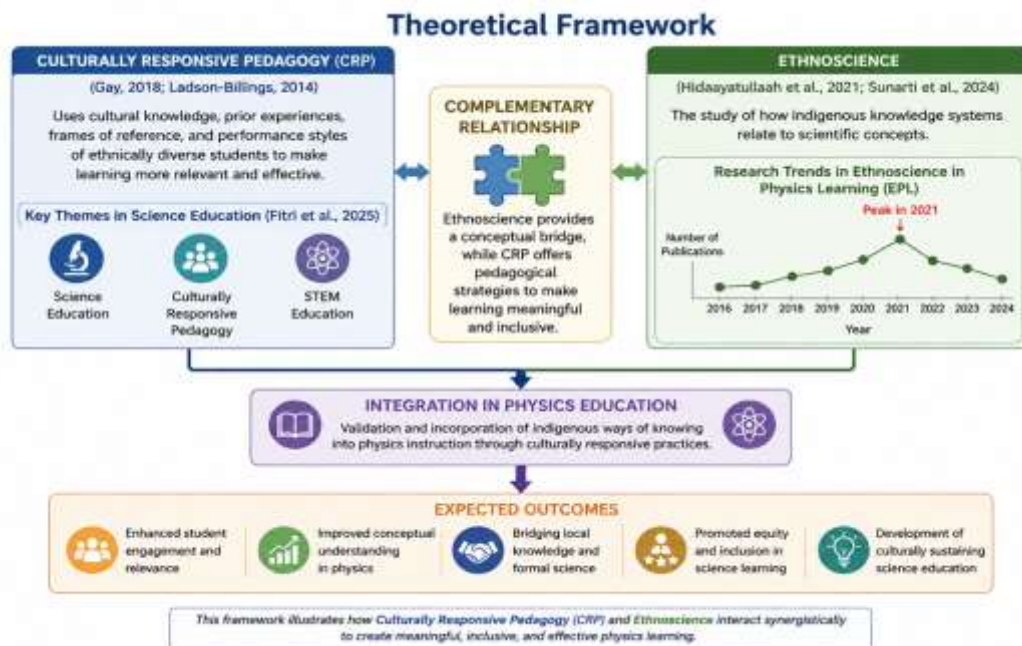 Theoretical Framework
CULTURALLY RESPONSIVE PEDAGOGY (CRP)
(Gay, 2018; Ladson-Billings, 2014)
Uses cultural knowledge, prior experiences,
frames of reference, and performance styles
of ethnically diverse students to make
learning more relevant and effective.
Key Themes in Science Education (Fitri et al., 2025)
Science
Education
Culturally
Responsive
Pedagogy
STEM
Education
COMPLEMENTARY
RELATIONSHIP
Ethnoscience provides
a conceptual bridge,
while CRP offers
pedagogical
strategies to make
learning meaningful
and inclusive.
ETHNOSCIENCE
(Hidaayatullaah et al., 2021; Sunarti et al., 2024)
The study of how indigenous knowledge systems
relate to scientific concepts.
Research Trends in Ethnoscience in
Physics Learning (EPL)
Peak in 2021
Number of
Publications
2016 2017 2018 2019 2020 2021 2022 2023 2024
Year
INTEGRATION IN PHYSICS EDUCATION
Validation and incorporation of indigenous ways of knowing
into physics instruction through culturally responsive practices.
EXPECTED OUTCOMES
Enhanced student
engagement and
relevance
Improved conceptual
understanding
in physics
Bridging local
knowledge and
formal science
Promoted equity
and inclusion in
science learning
Development of
culturally sustaining
science education
This framework illustrates how Culturally Responsive Pedagogy (CRP) and Ethnoscience interact synergistically
to create meaningful, inclusive, and effective physics learning.